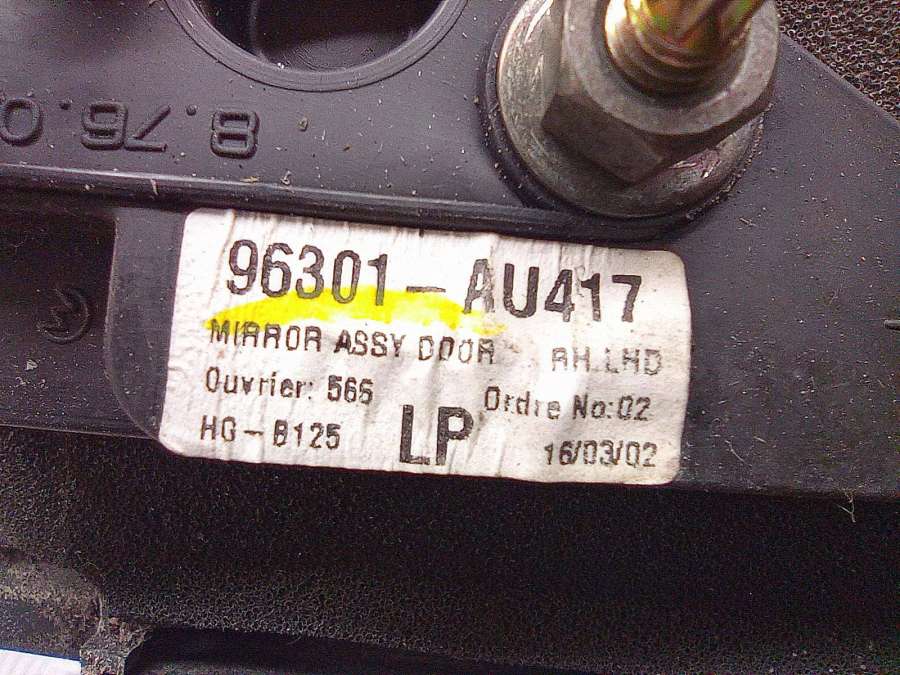 8.76.0
96301-AU417
MIRROR ASSY DOOR RH.LHD
Ouvrier: 566 Ordre No:02
HG-B125 LP 16/03/02